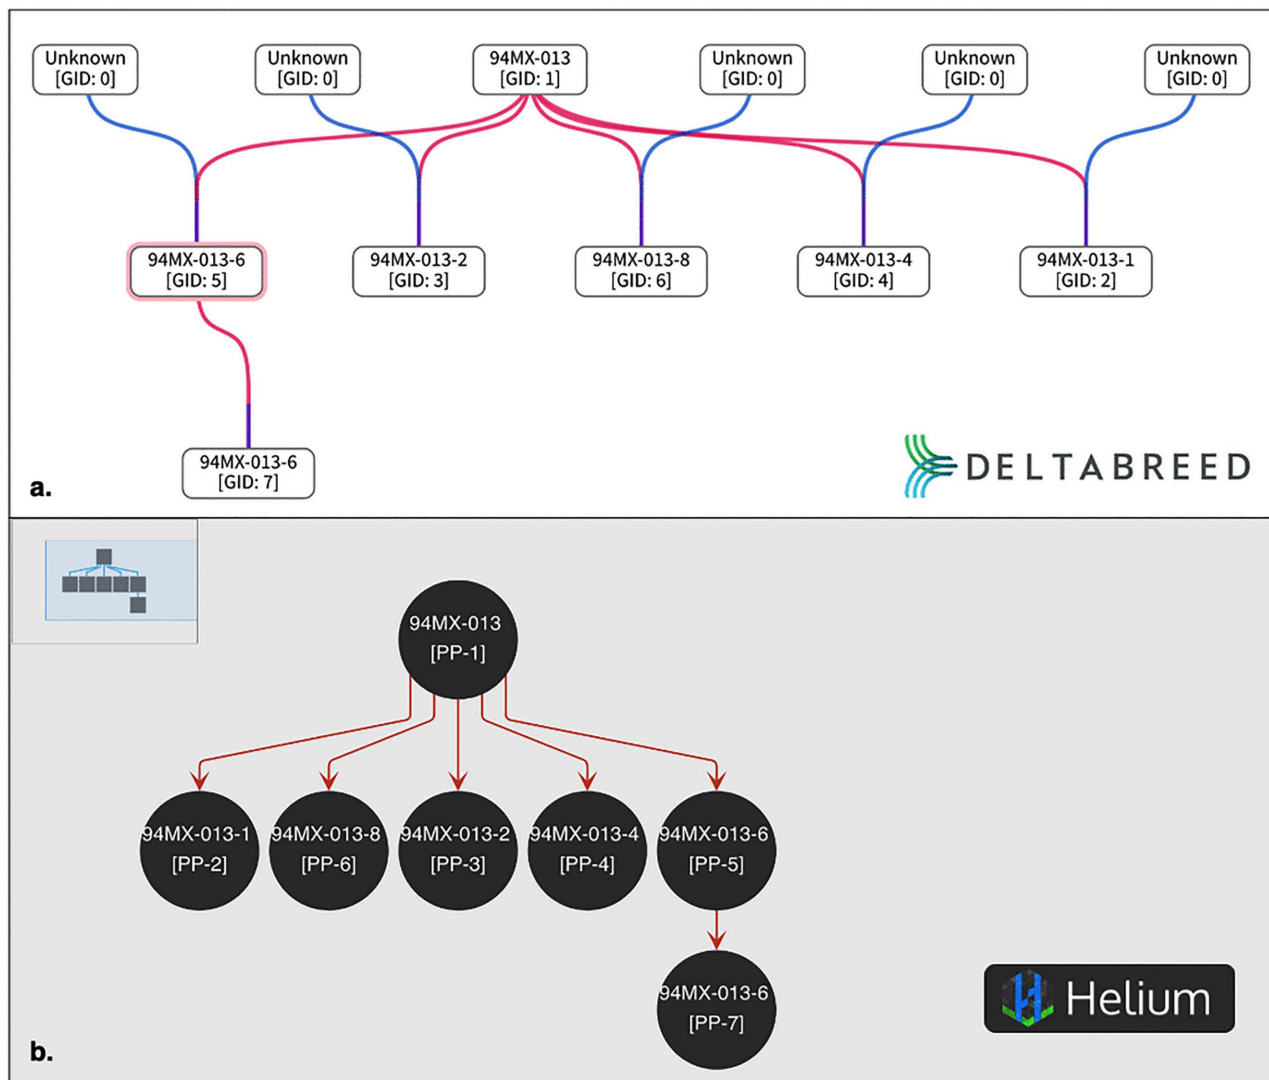 Unknown
[GID: 0]
Unknown
[GID: 0]
94MX-013
[GID: 1]
Unknown
[GID: 0]
Unknown
[GID: 0]
Unknown
[GID: 0]
94MX-013-6
[GID: 5]
94MX-013-2
[GID: 3]
94MX-013-8
[GID: 6]
94MX-013-4
[GID: 4]
94MX-013-1
[GID: 2]
94MX-013-6
[GID: 7]
a.
DELTABREED
94MX-013
[PP-1]
94MX-013-1
[PP-2]
94MX-013-8
[PP-6]
94MX-013-2
[PP-3]
94MX-013-4
[PP-4]
94MX-013-6
[PP-5]
94MX-013-6
[PP-7]
Helium
b.